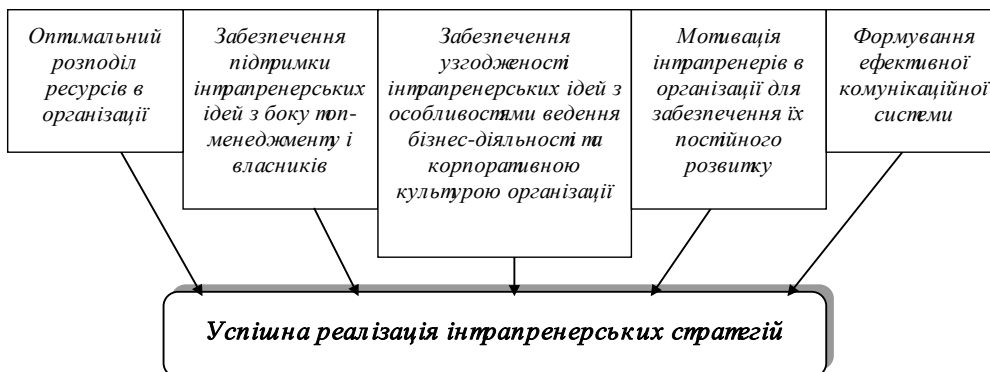 Оптимальний
розподіл
ресурсів в
організації
Забезпечення
підтримки
інтрапренерських
ідей з боку топ-
менеджменту і
власників
Забезпечення
узгодженості
інтрапренерських ідей з
особливостями ведення
бізнес-діяльності та
корпоративною
культурою організації
Мотивація
інтрапренерів в
організації для
забезпечення їх
постійного
розвитку
Формування
ефективної
комунікаційної
системи
Успішна реалізація інтрапренерських стратегій